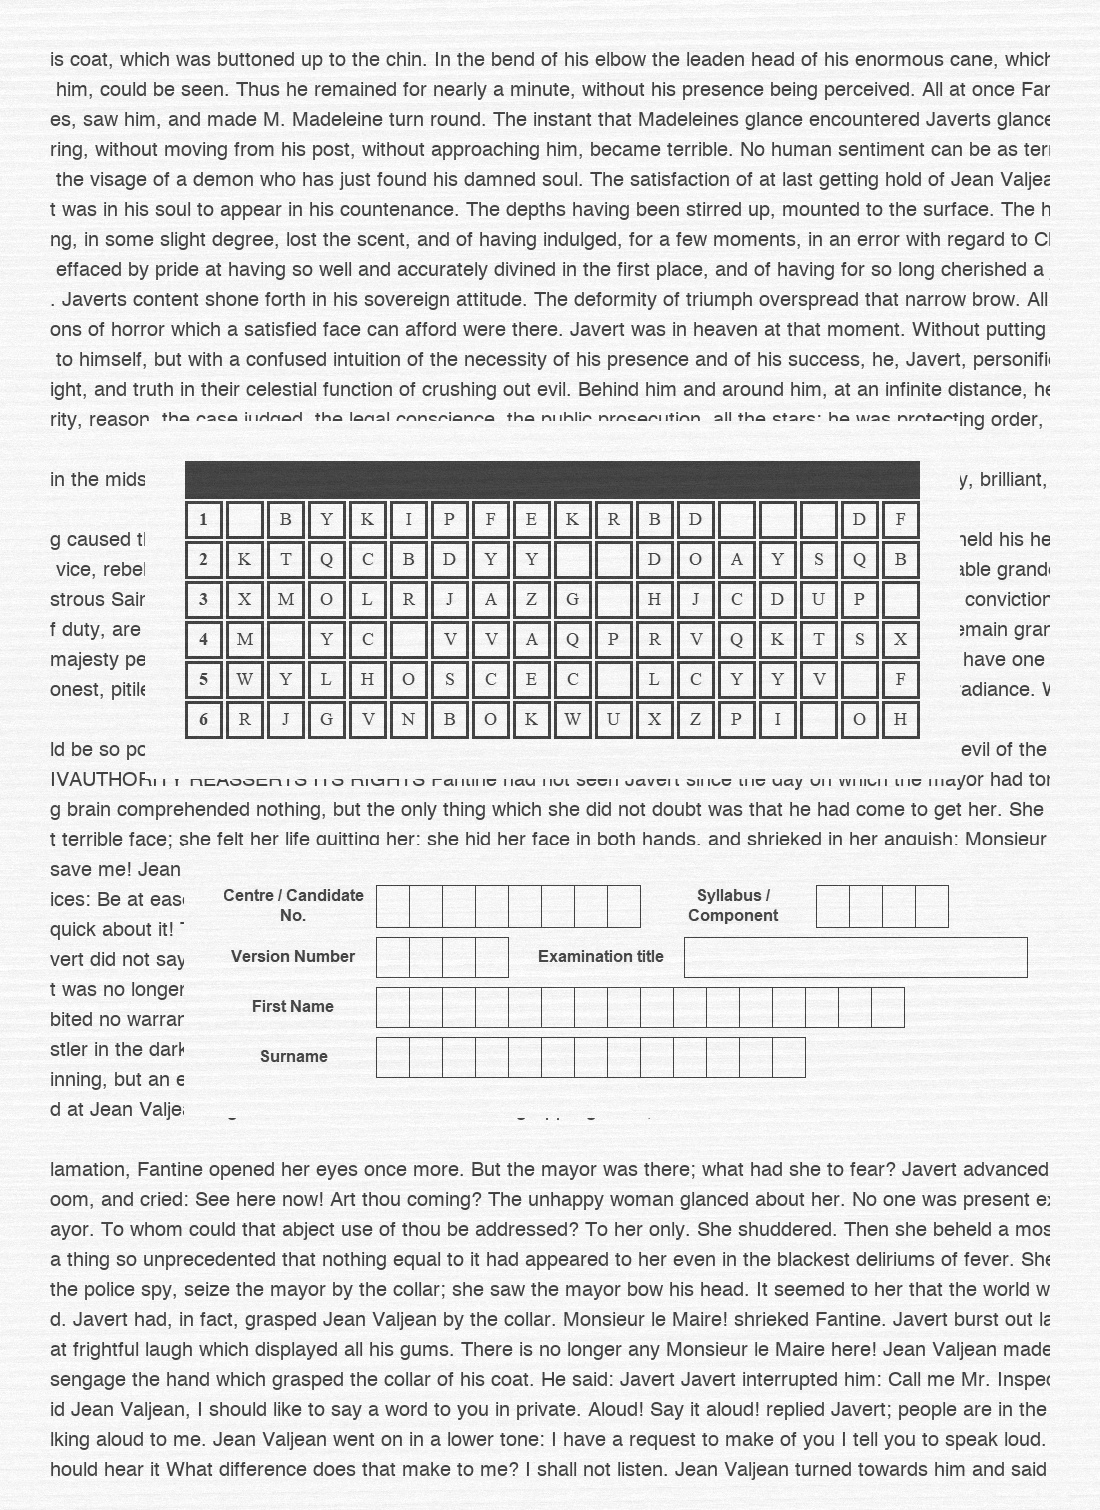 is coat, which was buttoned up to the chin. In the bend of his elbow the leaden head of his enormous cane, which
him, could be seen. Thus he remained for nearly a minute, without his presence being perceived. All at once Fan
es, saw him, and made M. Madeleine turn round. The instant that Madeleines glance encountered Javerts glance
ring, without moving from his post, without approaching him, became terrible. No human sentiment can be as
the visage of a demon who has just found his damned soul. The satisfaction of at last getting hold of Jean Valjea
t was in his soul to appear in his countenance. The depths having been stirred up, mounted to the surface. The h
ng, in some slight degree, lost the scent, and of having indulged, for a few moments, in an error with regard to
effaced by pride at having so well and accurately divined in the first place, and of having for so long cherished a
. Javerts content shone forth in his sovereign attitude. The deformity of triumph overspread that narrow brow. All
ons of horror which a satisfied face can afford were there. Javert was in heaven at that moment. Without putting
to himself, but with a confused intuition of the necessity of his presence and of his success, he, Javert, personifi
ight, and truth in their celestial function of crushing out evil. Behind him and around him, at an infinite distance, he
rity, reason, the case judged, the legal conscience, the public prosecution, all the stars; he was protecting order,
in the mids y, brilliant,
1 B Y K I P F E K R B D D F
2 K T Q C B D Y Y D O A Y S Q B
3 X M O L R J A Z G H J C D U P
4 M Y C V V A Q P R V Q K T S X
5 W Y L H O S C E C L C Y Y V F
6 R J G V N B O K W U X Z P I O H
g caused held his he
vice, rebel able grand
strous Sain conviction
f duty, are emain gran
majesty pe have one
onest, pitile adiance. W
ld be so po evil of the
IVAUTHORITY REASSERTS ITS RIGHTS Fantine had not seen Javert since the day on which the mayor had tor
g brain comprehended nothing, but the only thing which she did not doubt was that he had come to get her. She
t terrible face; she felt her life quitting her; she hid her face in both hands, and shrieked in her anguish: Monsieur
save me! Jean
ices: Be at ease
quick about it!
vert did not say
t was no longer
bited no warran
stler in the dark
inning, but an e
d at Jean Valjea
Centre / Candidate No.
Syllabus / Component
Version Number
Examination title
First Name
Surname
lamation, Fantine opened her eyes once more. But the mayor was there; what had she to fear? Javert advanced
oom, and cried: See here now! Art thou coming? The unhappy woman glanced about her. No one was present ex
ayor. To whom could that abject use of thou be addressed? To her only. She shuddered. Then she beheld a mos
a thing so unprecedented that nothing equal to it had appeared to her even in the blackest deliriums of fever. She
the police spy, seize the mayor by the collar; she saw the mayor bow his head. It seemed to her that the world w
d. Javert had, in fact, grasped Jean Valjean by the collar. Monsieur le Maire! shrieked Fantine. Javert burst out la
at frightful laugh which displayed all his gums. There is no longer any Monsieur le Maire here! Jean Valjean made
sengage the hand which grasped the collar of his coat. He said: Javert Javert interrupted him: Call me Mr. Inspec
id Jean Valjean, I should like to say a word to you in private. Aloud! Say it aloud! replied Javert; people are in the
lking aloud to me. Jean Valjean went on in a lower tone: I have a request to make of you I tell you to speak loud.
hould hear it What difference does that make to me? I shall not listen. Jean Valjean turned towards him and said